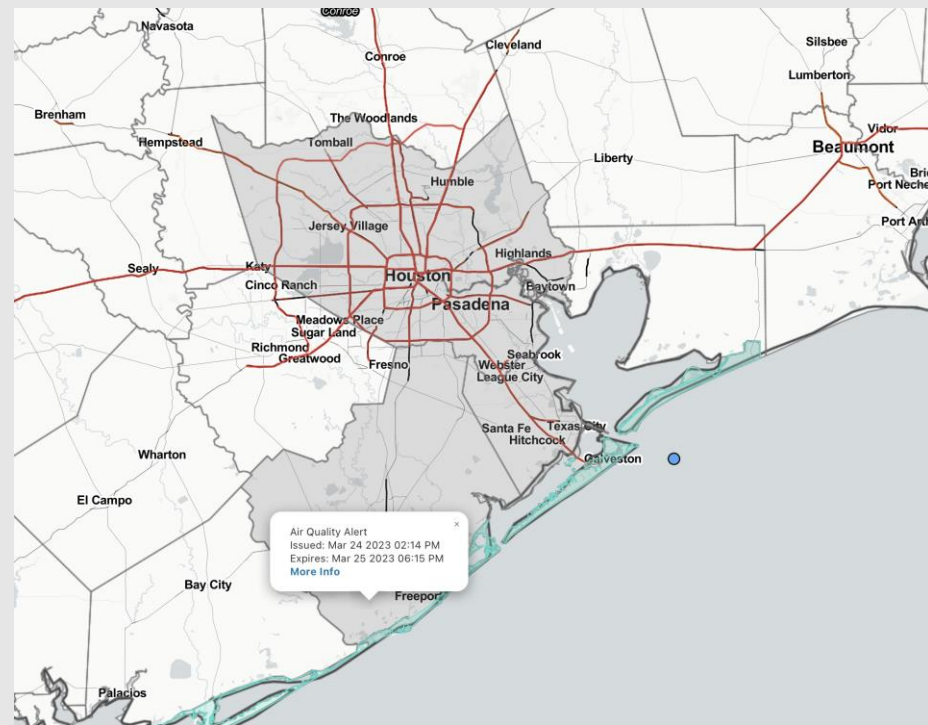 Conroe
Navasota
Conroe
Cleveland
Silsbee
Lumberton
Brenham
The Woodlands
Hempstead
Tomball
Vidor
Beaumont
Liberty
Humble
Port Neche
Jersey Village
Port Art
Highlands
Sealy
Katy
Houston
Cinco Ranch
Baytown
Pasadena
Meadows Place
Sugar Land
Richmond
Greatwood
Fresno
Seabrook
Webster
League City
Santa Fe
Texas City
Hitchcock
Galveston
Wharton
El Campo
×
Air Quality Alert
Issued: Mar 24 2023 02:14 PM
Expires: Mar 25 2023 06:15 PM
More Info
Bay City
Freeport
Palacios